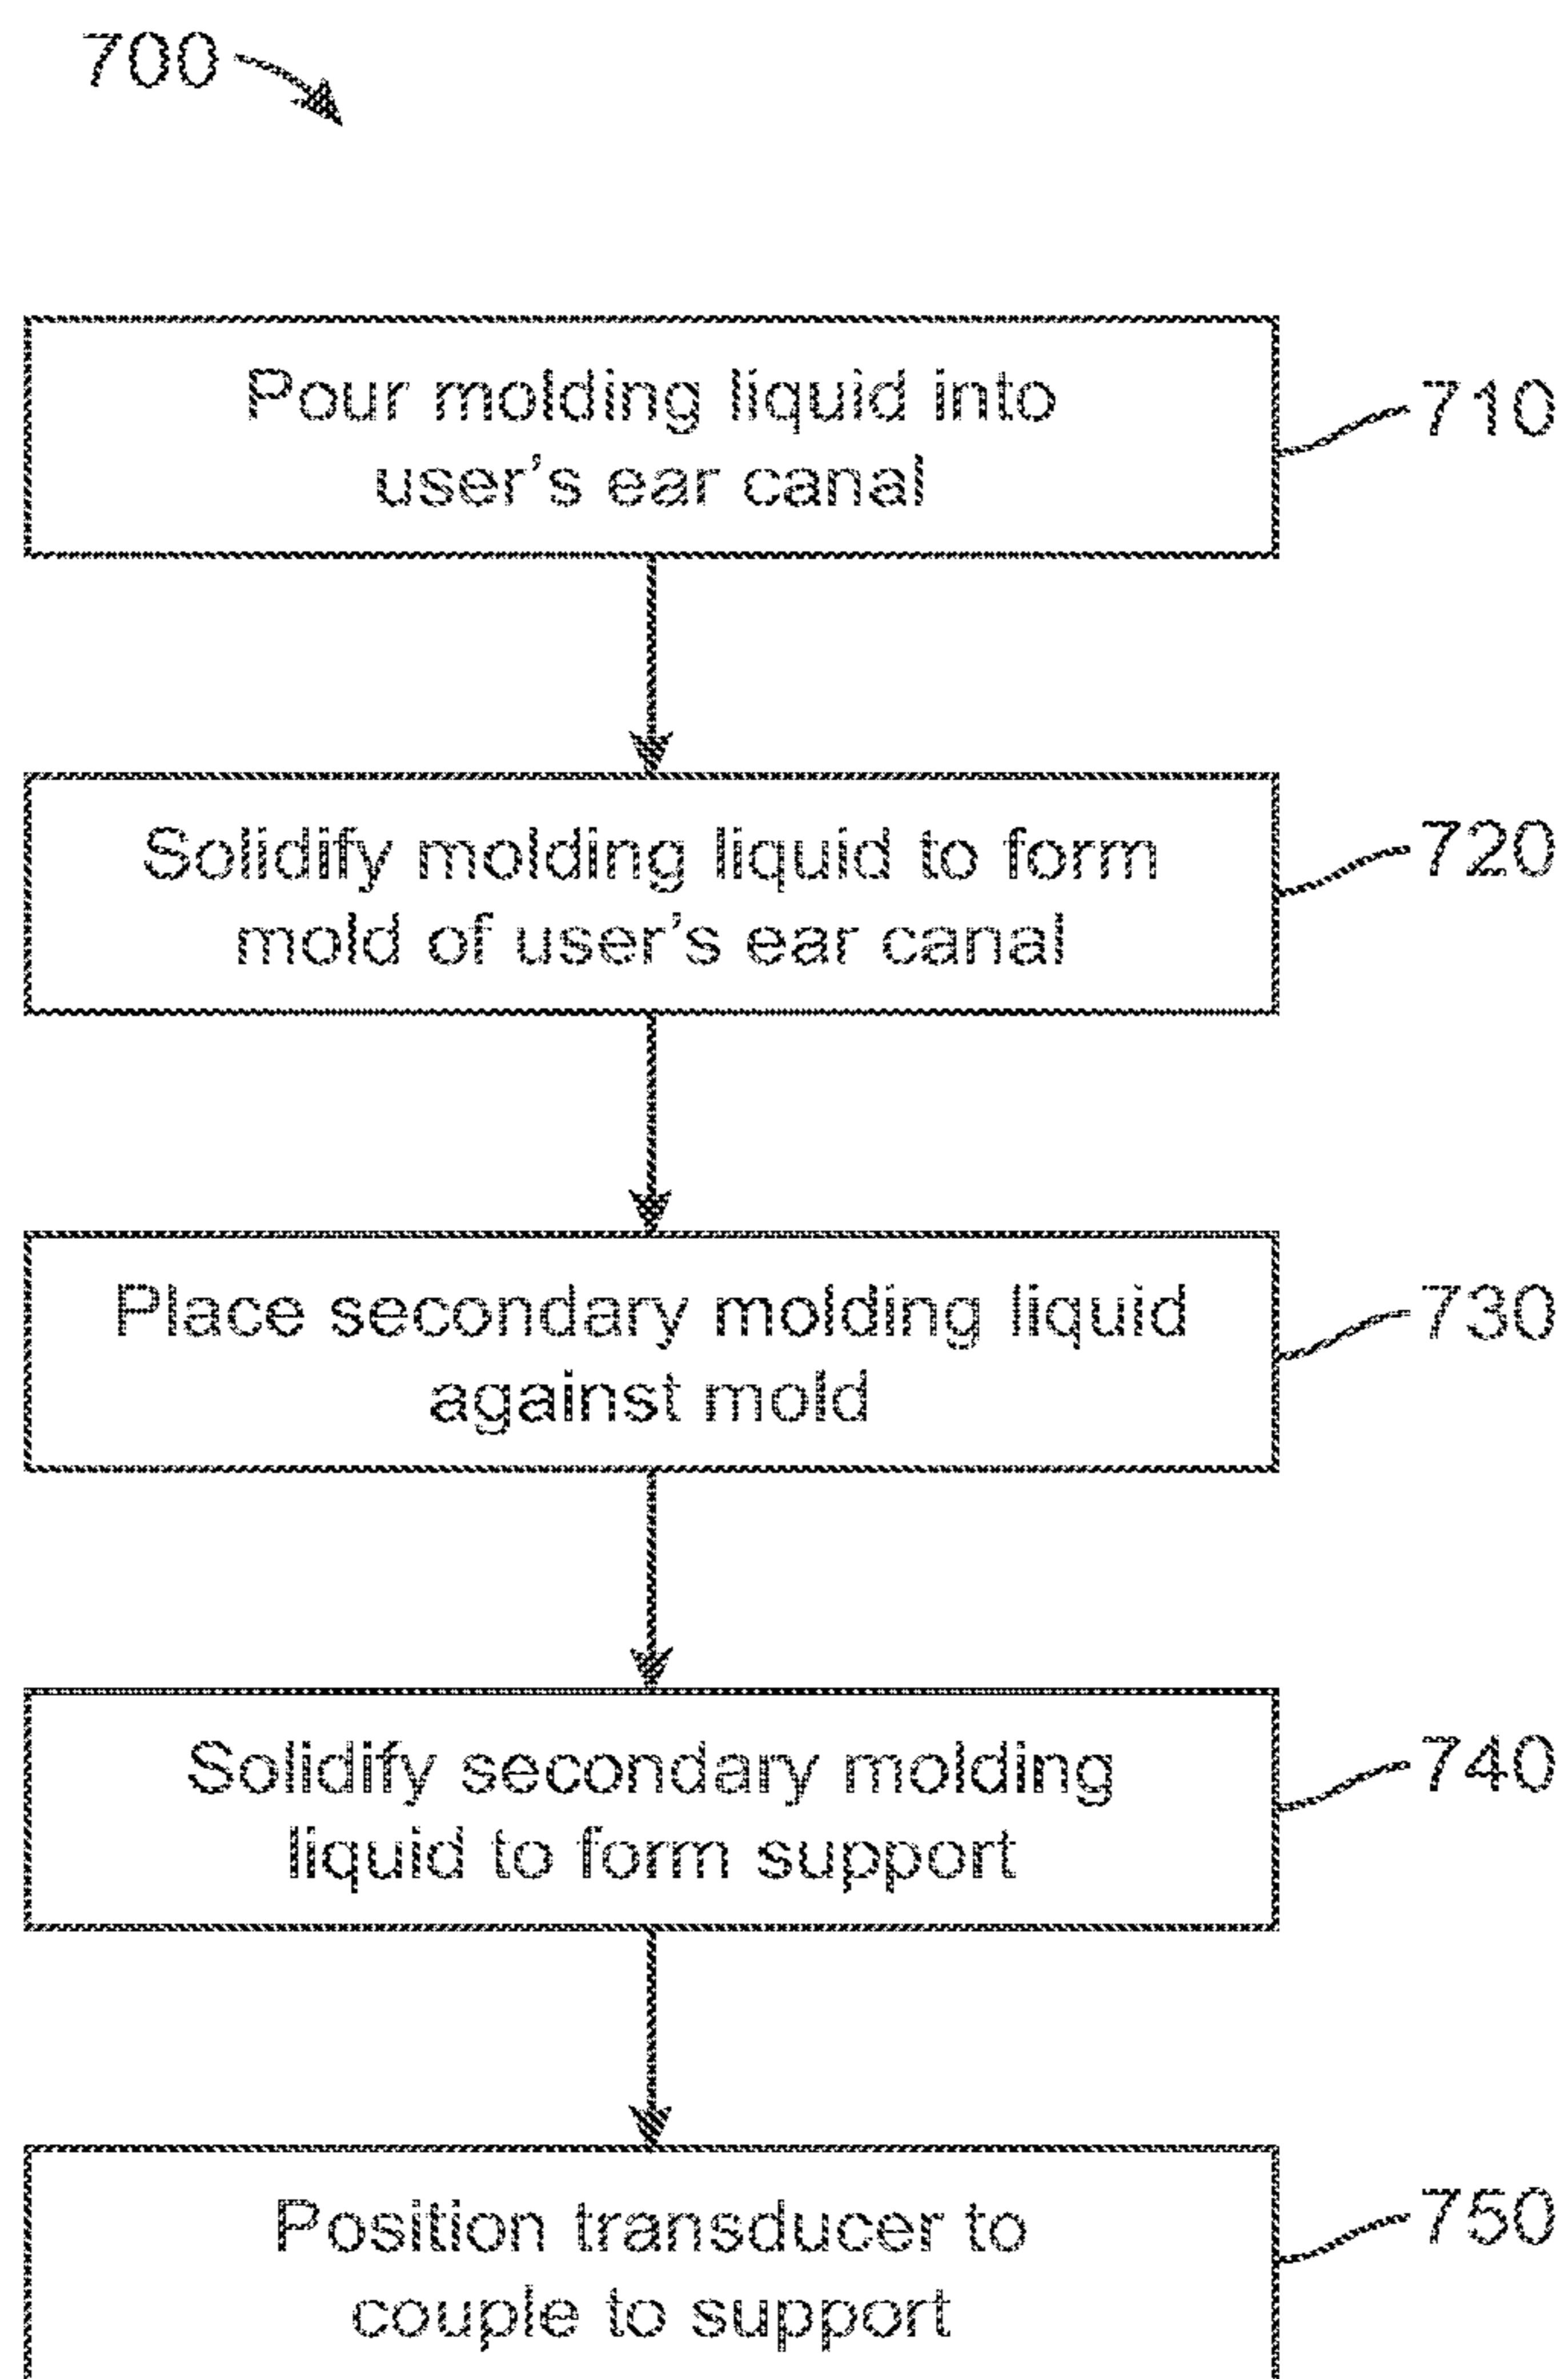 700
Pour molding liquid into
user's ear canal
710
Solidify molding liquid to form
mold of user's ear canal
720
Place secondary molding liquid
against mold
730
Solidify secondary molding
liquid to form support
740
Position transducer to
couple to support
750